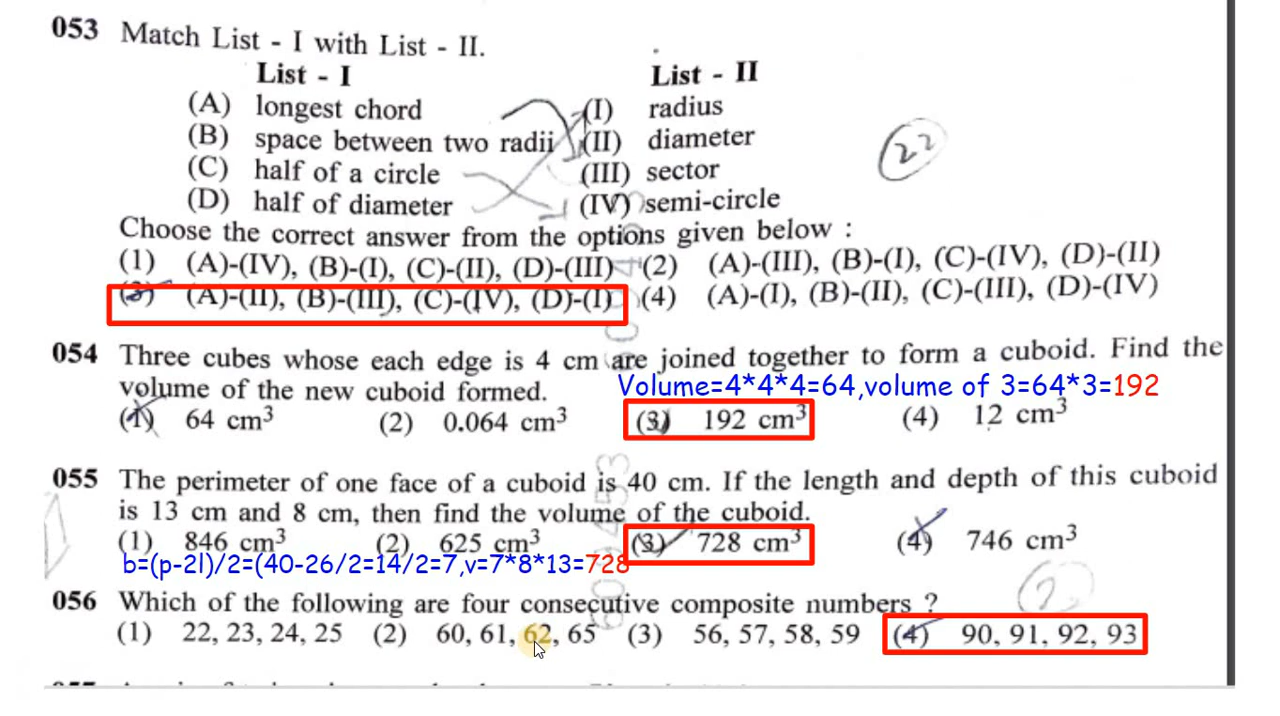 053 Match List - I with List - II.
List - I List - II
(A) longest chord (I) radius
(B) space between two radii (II) diameter
(C) half of a circle (III) sector
(D) half of diameter (IV) semi-circle
22
Choose the correct answer from the options given below :
(1) (A)-(IV), (B)-(I), (C)-(II), (D)-(III) (2) (A)-(III), (B)-(I), (C)-(IV), (D)-(II)
(3) (A)-(II), (B)-(III), (C)-(IV), (D)-(I) (4) (A)-(I), (B)-(II), (C)-(III), (D)-(IV)
054 Three cubes whose each edge is 4 cm are joined together to form a cuboid. Find the
volume of the new cuboid formed. Volume=4*4*4=64,volume of 3=64*3=192
(1) 64 cm³ (2) 0.064 cm³ (3) 192 cm³ (4) 12 cm³
055 The perimeter of one face of a cuboid is 40 cm. If the length and depth of this cuboid
is 13 cm and 8 cm, then find the volume of the cuboid.
(1) 846 cm³ (2) 625 cm³ (3) 728 cm³ (4) 746 cm³
b=(p-2l)/2=(40-26/2=14/2=7,v=7*8*13=728
056 Which of the following are four consecutive composite numbers ?
(1) 22, 23, 24, 25 (2) 60, 61, 62, 65 (3) 56, 57, 58, 59 (4) 90, 91, 92, 93